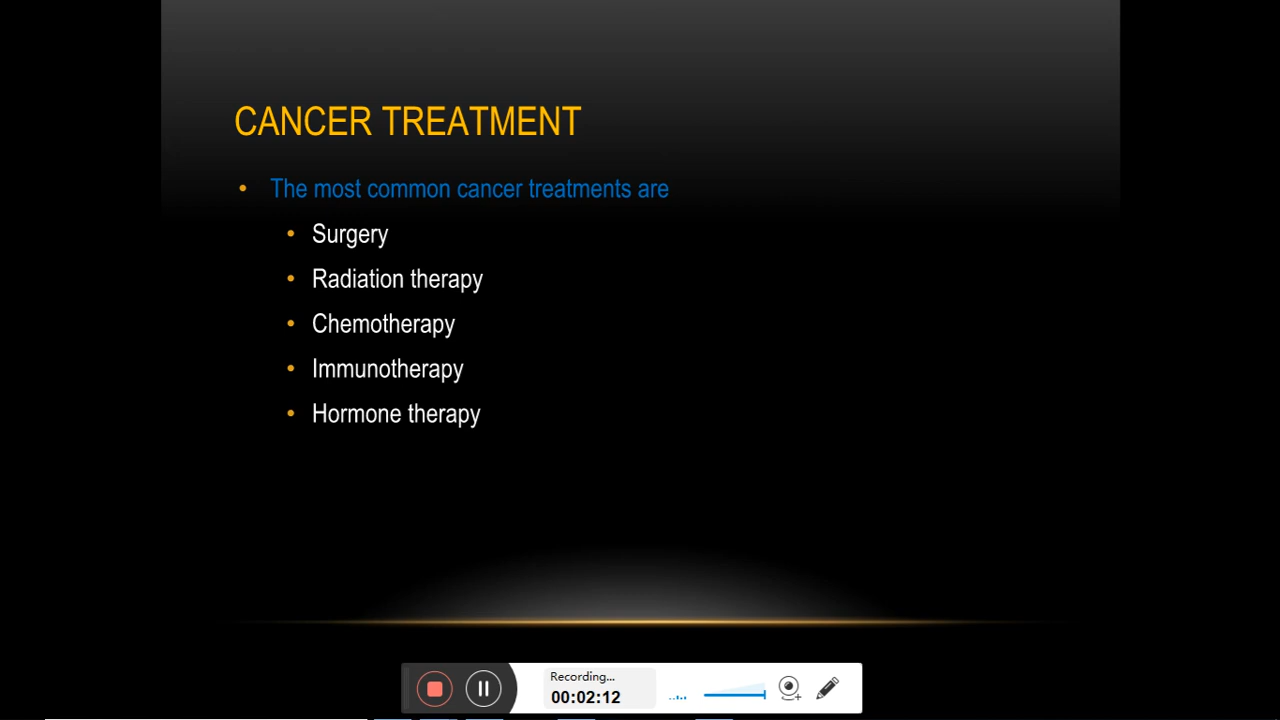 CANCER TREATMENT
• The most common cancer treatments are
• Surgery
• Radiation therapy
• Chemotherapy
• Immunotherapy
• Hormone therapy
Recording...
00:02:12